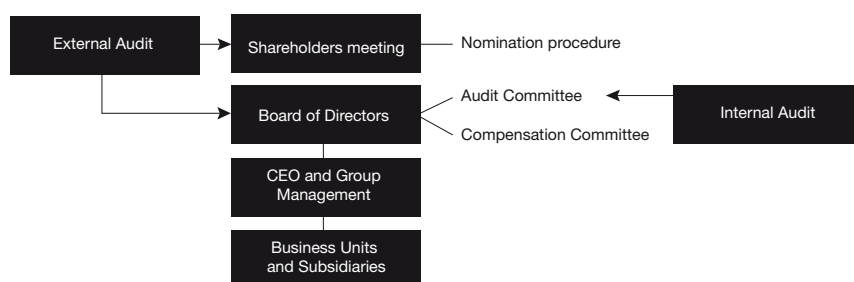 External Audit
Shareholders meeting
Nomination procedure
Audit Committee
Board of Directors
Internal Audit
Compensation Committee
CEO and Group
Management
Business Units
and Subsidiaries